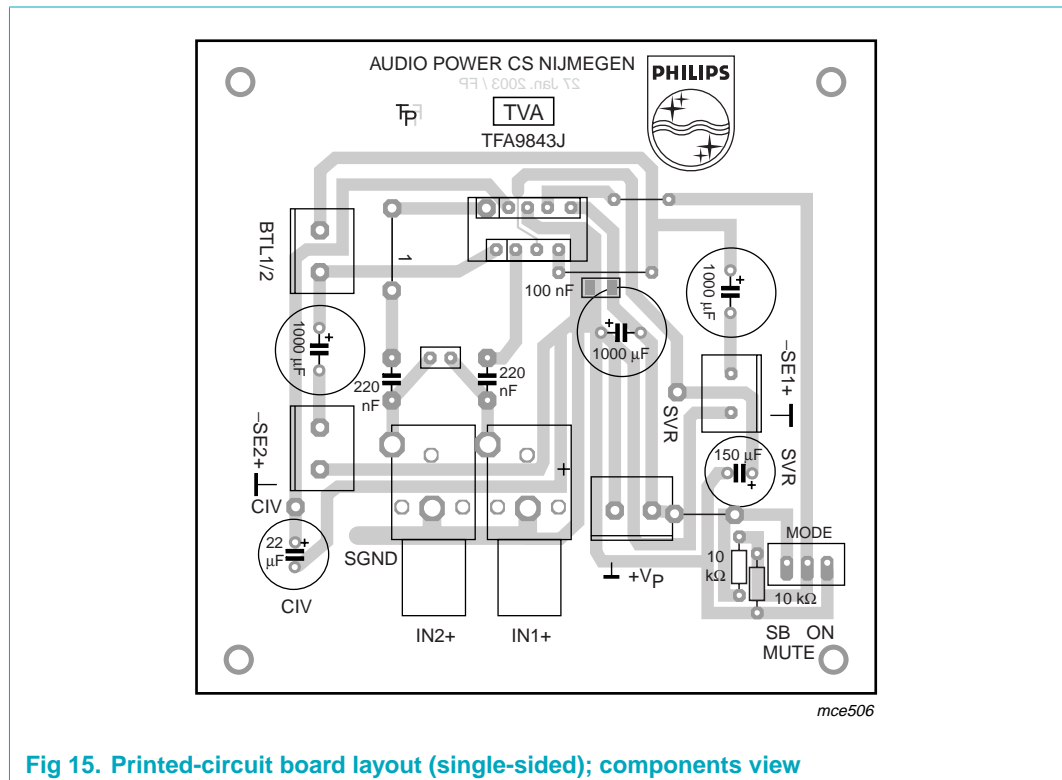 AUDIO POWER CS NIJMEGEN
PHILIPS
27 Jan. 2003 / FP
TP
TVA
TFA9843J
BTL1/2
1
100 nF
1000 µF
1000 µF
1000 µF
220
nF
220
nF
–SE1+
SVR
–SE2+
150 µF
SVR
CIV
+
22
µF
SGND
MODE
10
kΩ
+VP
10 kΩ
CIV
IN2+
IN1+
SB ON
MUTE
mce506
Fig 15. Printed-circuit board layout (single-sided); components view